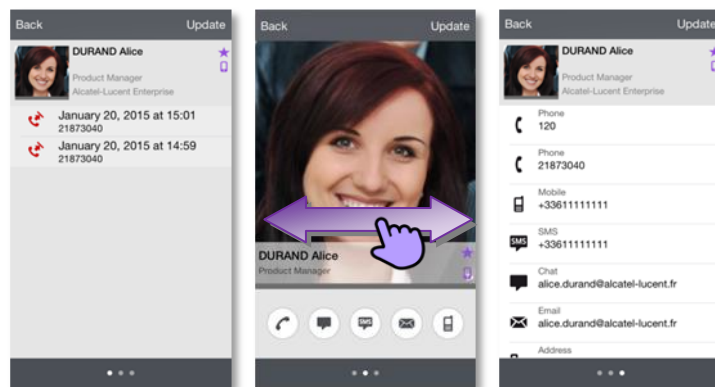 Back Update
DURAND Alice
Product Manager
Alcatel-Lucent Enterprise
January 20, 2015 at 15:01
21873040
January 20, 2015 at 14:59
21873040
Back Update
DURAND Alice
Product Manager
SMS
Back Update
DURAND Alice
Product Manager
Alcatel-Lucent Enterprise
Phone
120
Phone
21873040
Mobile
+33611111111
SMS
SMS
+33611111111
Chat
alice.durand@alcatel-lucent.fr
Email
alice.durand@alcatel-lucent.fr
Address